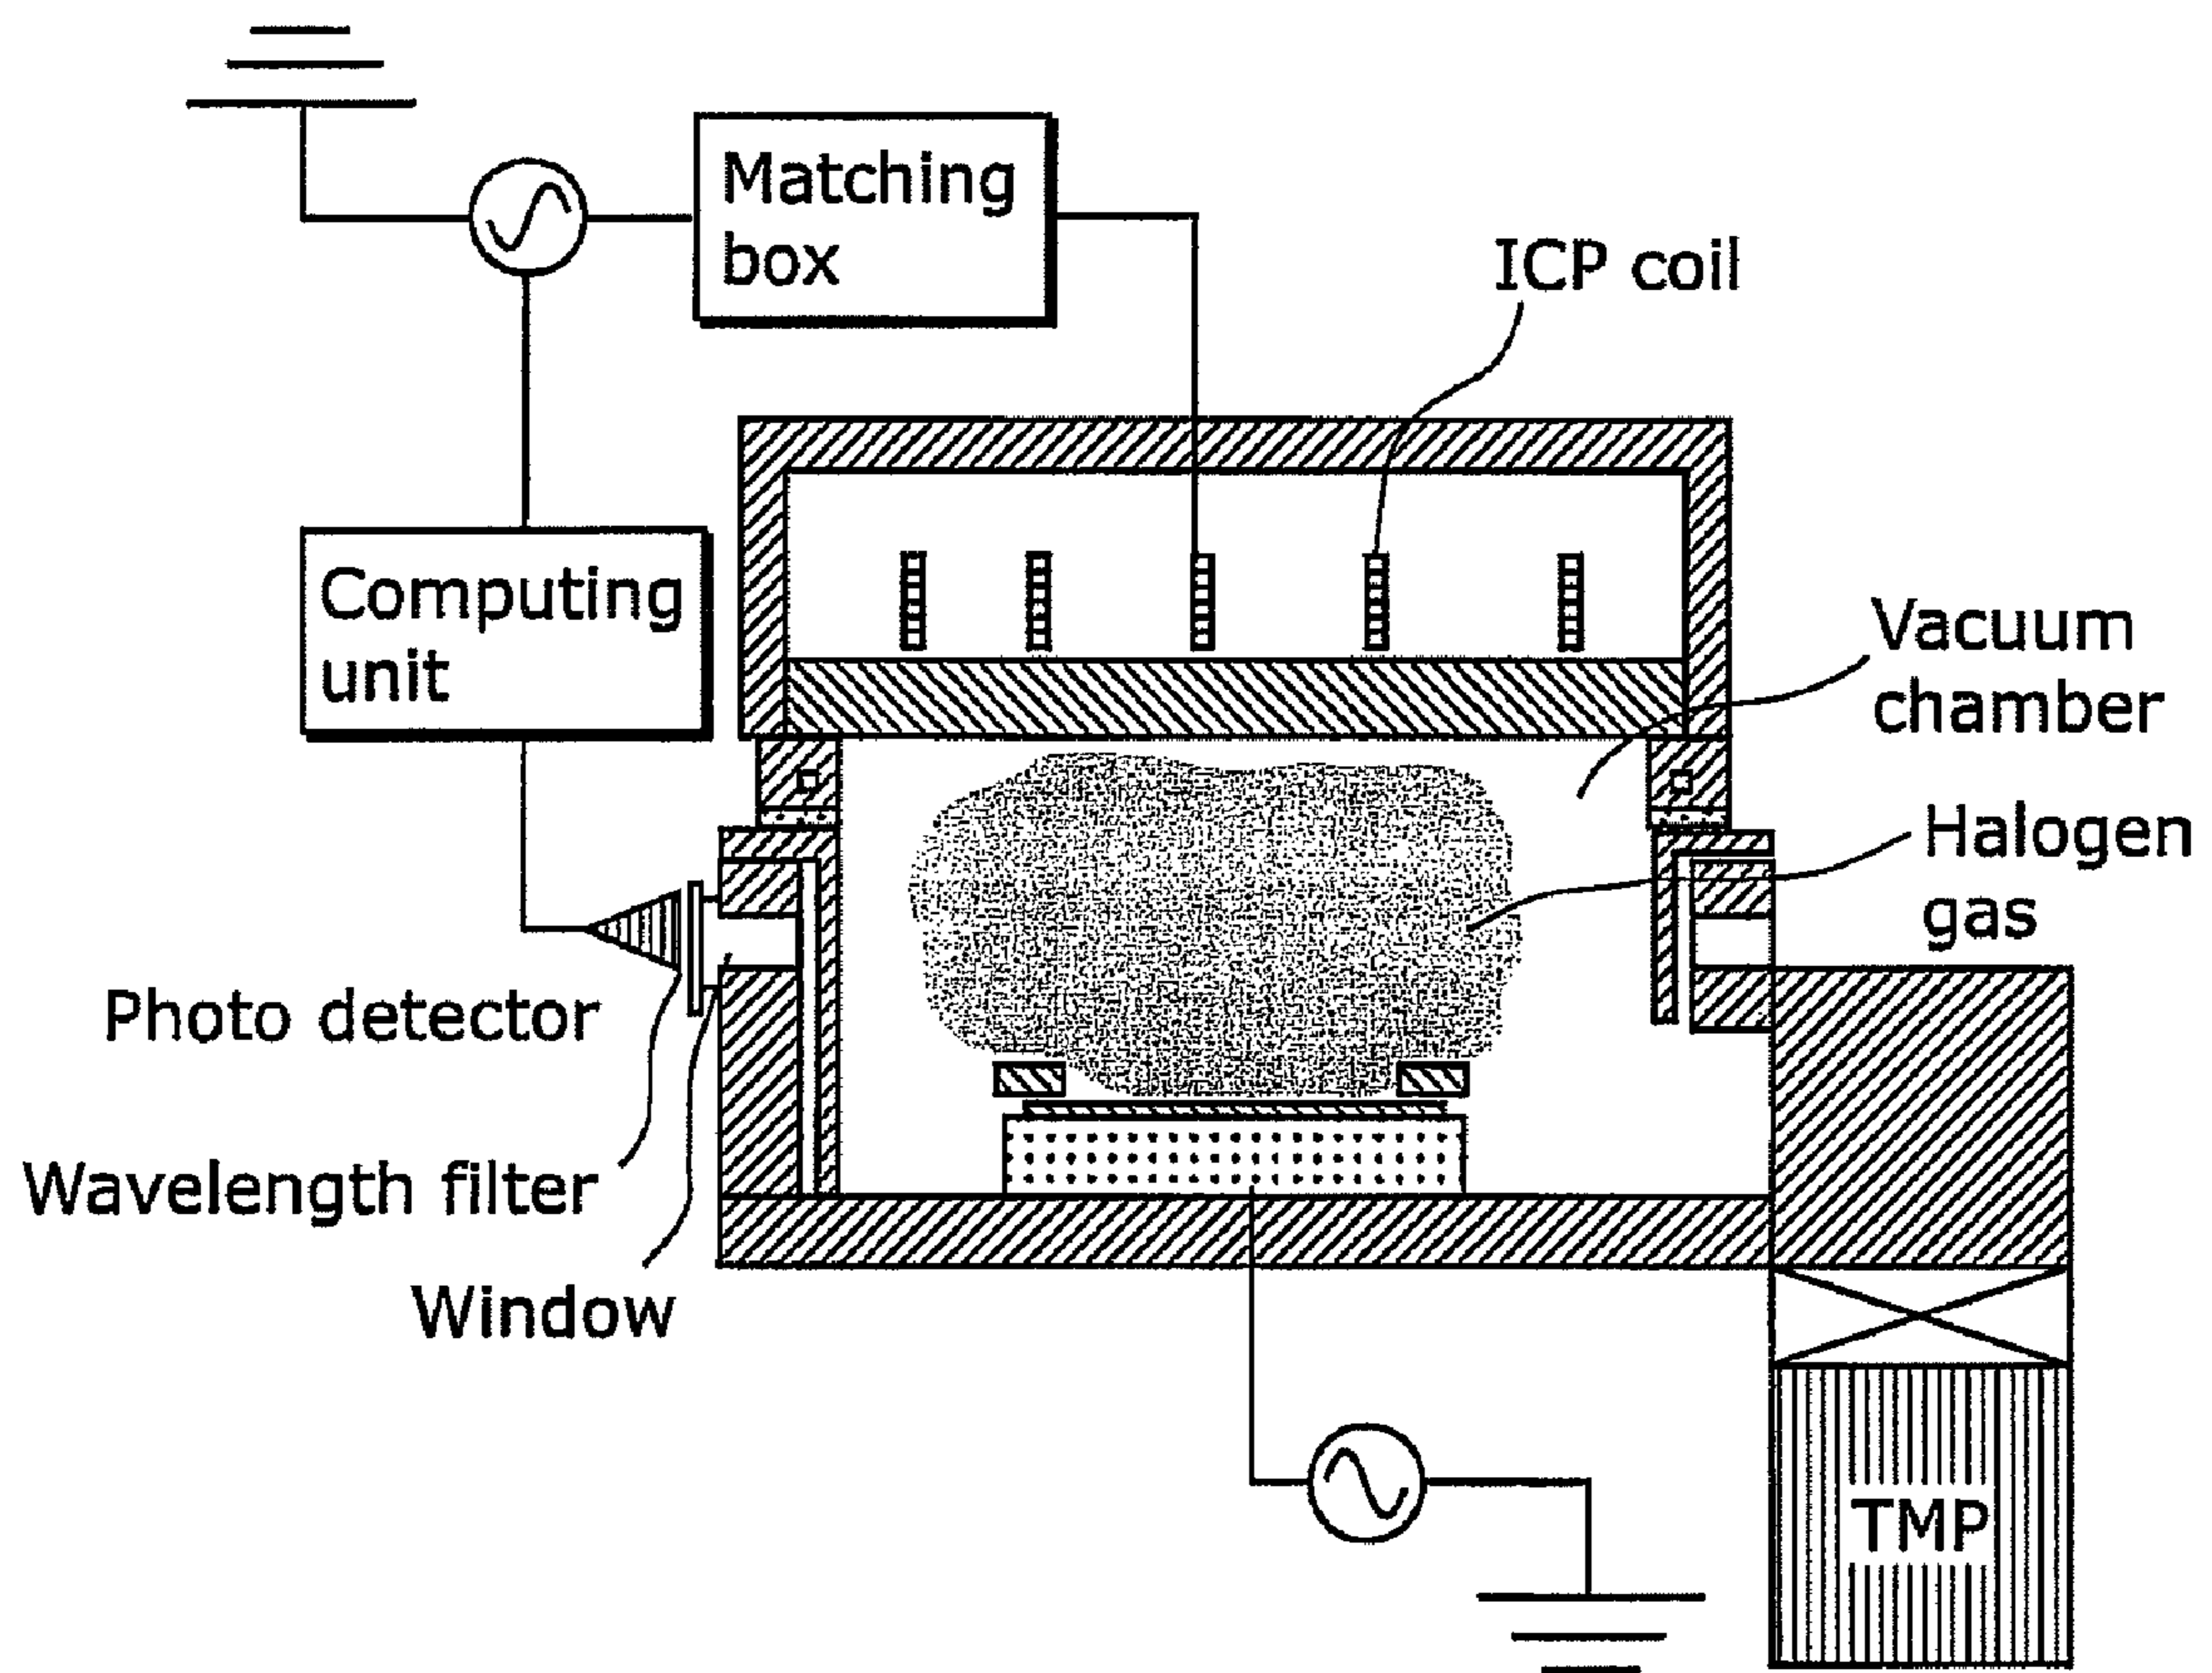 Matching
box
ICP coil
Computing
unit
Vacuum
chamber
Halogen
gas
Photo detector
Wavelength filter
Window
TMP